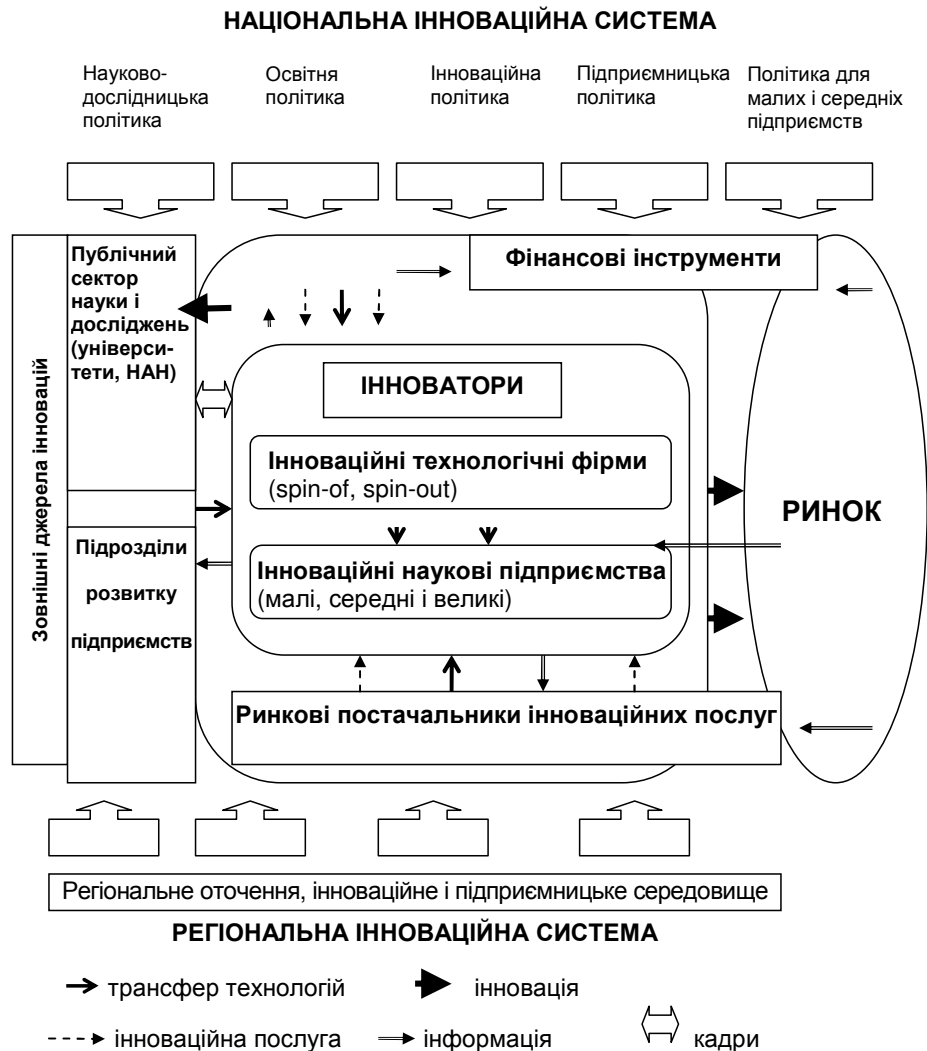 НАЦІОНАЛЬНА ІННОВАЦІЙНА СИСТЕМА
Науково-
дослідницька
політика
Освітня
політика
Інноваційна
політика
Підприємницька
політика
Політика для
малих і середніх
підприємств
Зовнішні джерела інновацій
Публічний
сектор
науки і
досліджень
(універси-
тети, НАН)
Фінансові інструменти
ІННОВАТОРИ
Інноваційні технологічні фірми
(spin-of, spin-out)
РИНОК
Підрозділи
розвитку
підприємств
Інноваційні наукові підприємства
(малі, середні і великі)
Ринкові постачальники інноваційних послуг
Регіональне оточення, інноваційне і підприємницьке середовище
РЕГІОНАЛЬНА ІННОВАЦІЙНА СИСТЕМА
трансфер технологій
інновація
інноваційна послуга
інформація
кадри